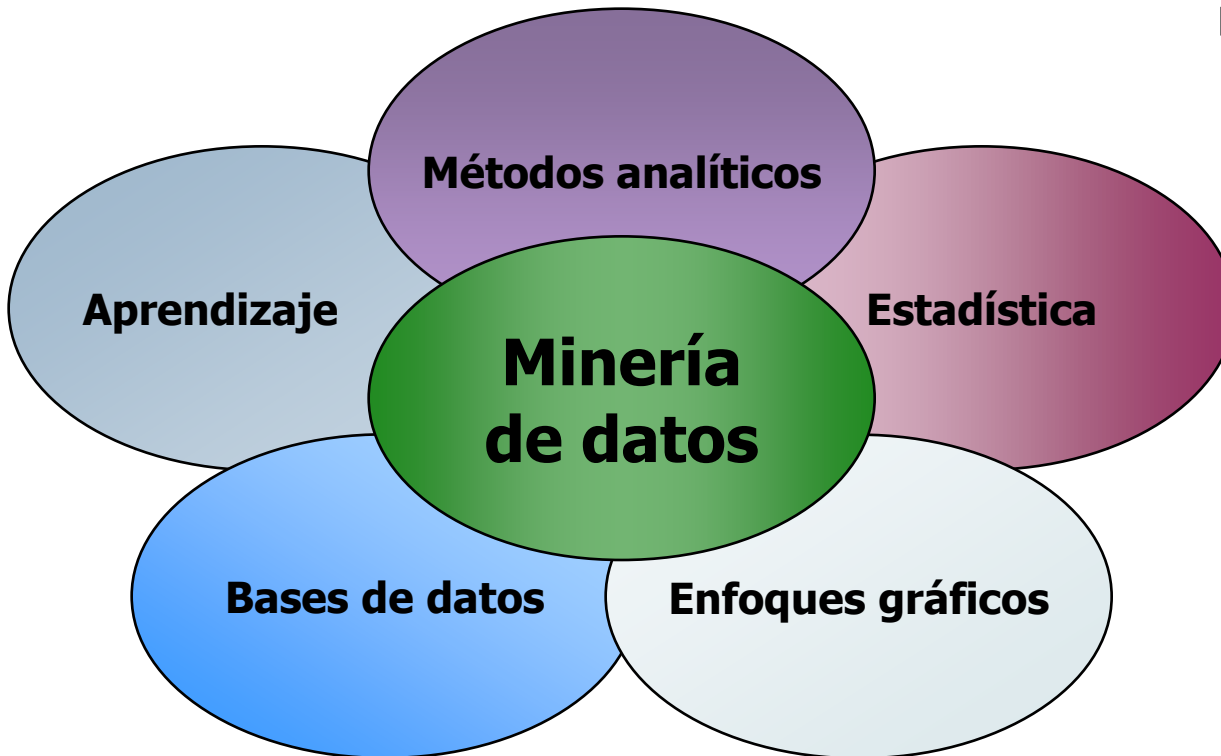 Métodos analíticos
Aprendizaje
Estadística
Minería
de datos
Bases de datos
Enfoques gráficos